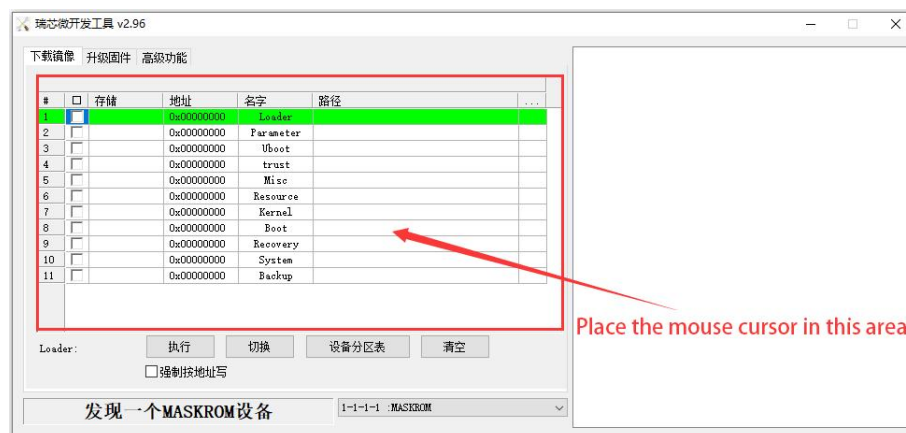 瑞芯微开发工具 v2.96
下载镜像 升级固件 高级功能
# 存储 地址 名字 路径 ...
1 0x00000000 Loader
2 0x00000000 Parameter
3 0x00000000 Uboot
4 0x00000000 trust
5 0x00000000 Misc
6 0x00000000 Resource
7 0x00000000 Kernel
8 0x00000000 Boot
9 0x00000000 Recovery
10 0x00000000 System
11 0x00000000 Backup
Place the mouse cursor in this area
Loader: 执行 切换 设备分区表 清空
强制按地址写
发现一个MASKROM设备 1-1-1-1 :MASKROM